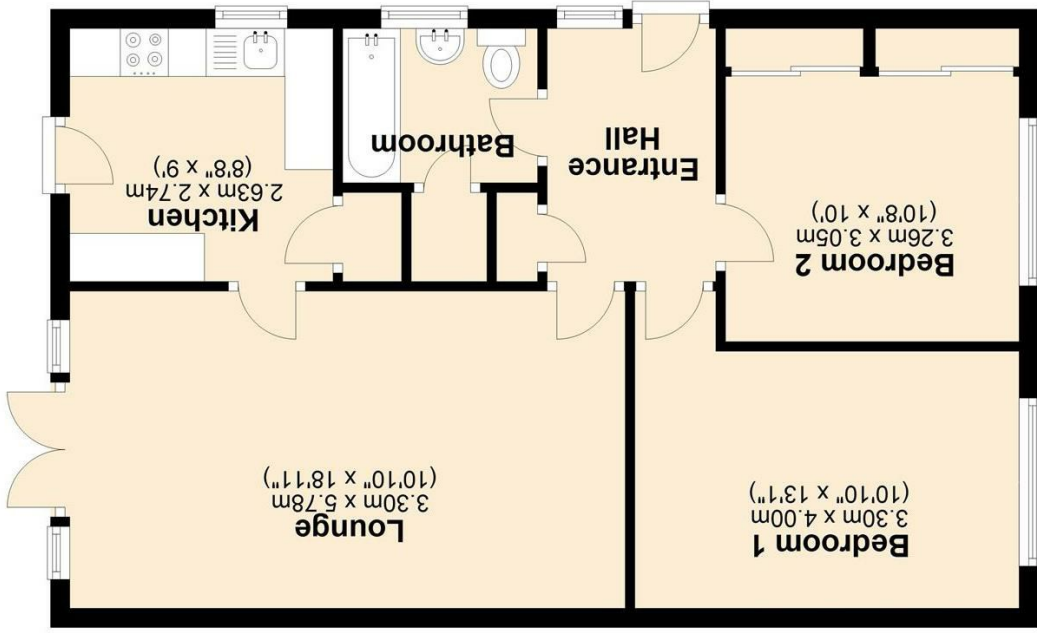 Bedroom 1
3.30m x 4.00m
(10'10" x 13'1")
Lounge
3.30m x 5.78m
(10'10" x 18'11")
Bedroom 2
3.26m x 3.05m
(10'8" x 10')
Entrance
Hall
Bathroom
Kitchen
2.63m x 2.74m
(8'8" x 9')